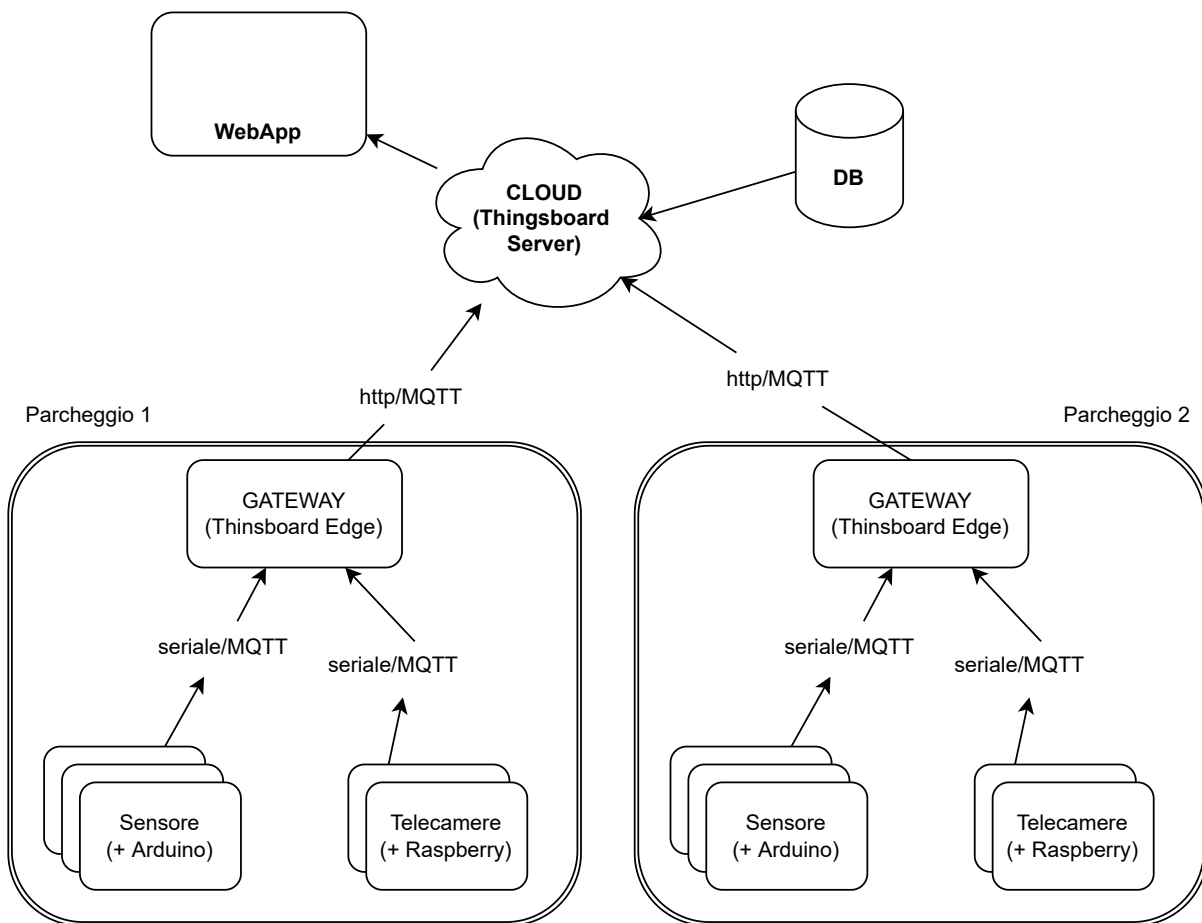 WebApp
CLOUD
(Thingsboard
Server)
DB
http/MQTT
http/MQTT
Parcheggio 1
Parcheggio 2
GATEWAY
(Thinsboard Edge)
GATEWAY
(Thinsboard Edge)
seriale/MQTT
seriale/MQTT
seriale/MQTT
seriale/MQTT
Sensore
(+ Arduino)
Telecamere
(+ Raspberry)
Sensore
(+ Arduino)
Telecamere
(+ Raspberry)